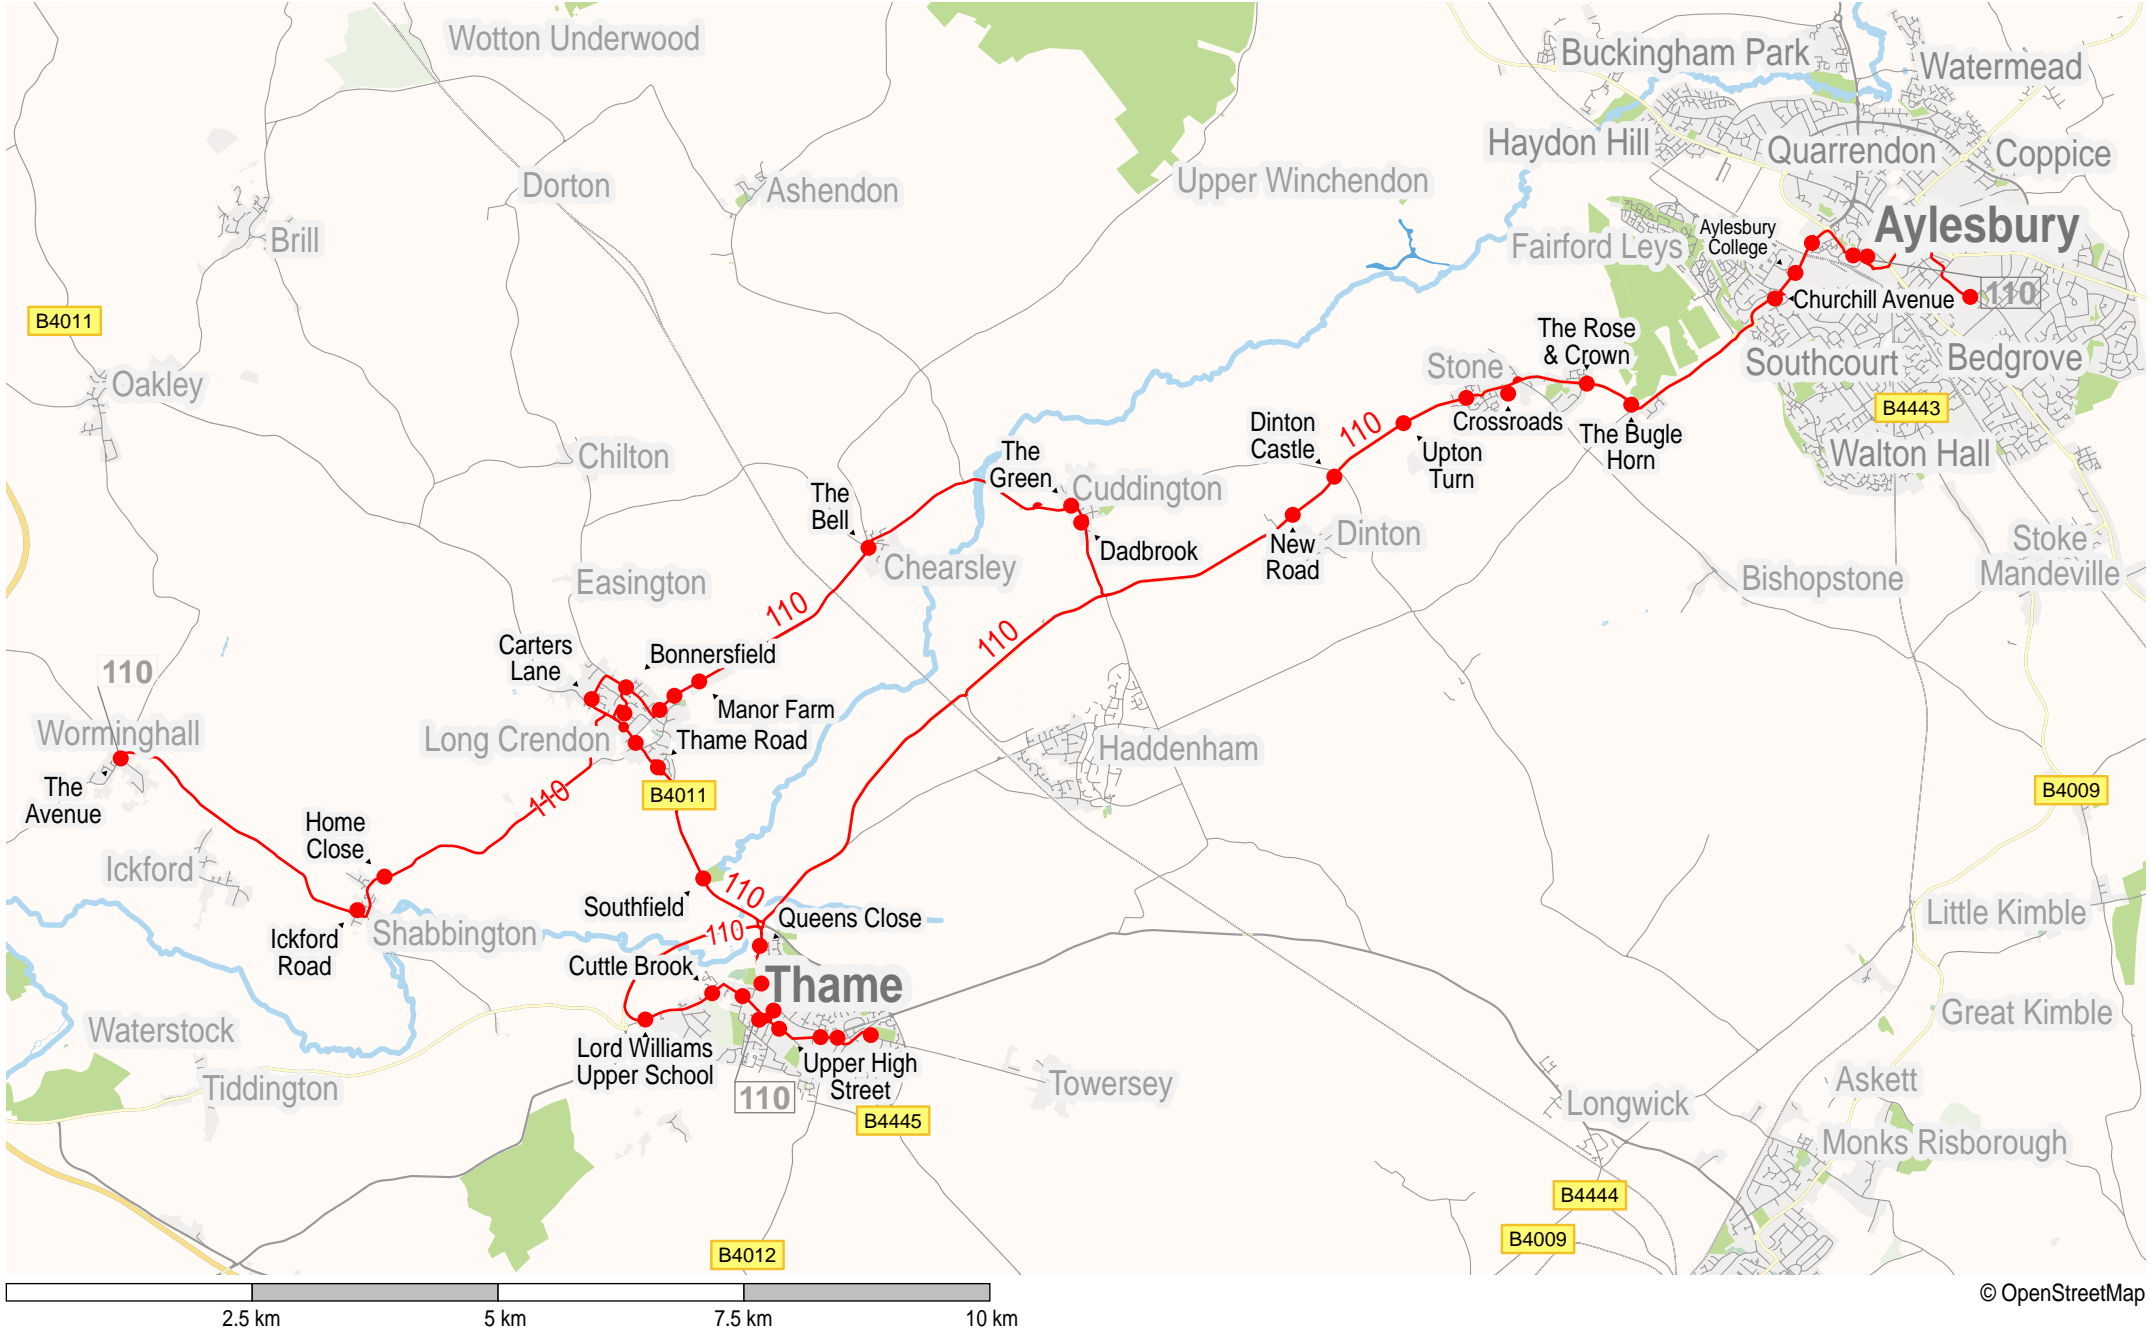 Wotton Underwood
Buckingham Park
Watermead
Haydon Hill
Quarrendon
Coppice
Dorton
Ashendon
Upper Winchendon
Brill
Fairford Leys
Aylesbury
College
Aylesbury
B4011
Churchill Avenue
110
The Rose
& Crown
Oakley
Stone
Southcourt
Bedgrove
B4443
Crossroads
Dinton
Castle
110
Upton
Turn
The Bugle
Horn
Walton Hall
Chilton
The
Green
Cuddington
The
Bell
Dadbrook
New
Road
Dinton
Stoke
Mandeville
Chearsley
Easington
Bishopstone
110
110
Carters
Lane
Bonnersfield
110
Manor Farm
Worminghall
Long Crendon
Thame Road
Haddenham
The
Avenue
110
B4011
B4009
Home
Close
Ickford
110
Southfield
Queens Close
110
Little Kimble
Ickford
Road
Shabbington
Cuttle Brook
Thame
Great Kimble
Waterstock
Lord Williams
Upper School
Upper High
Street
Tiddington
110
Towersey
Askett
Longwick
B4445
Monks Risborough
B4444
B4009
B4012
2.5 km
5 km
7.5 km
10 km
© OpenStreetMap